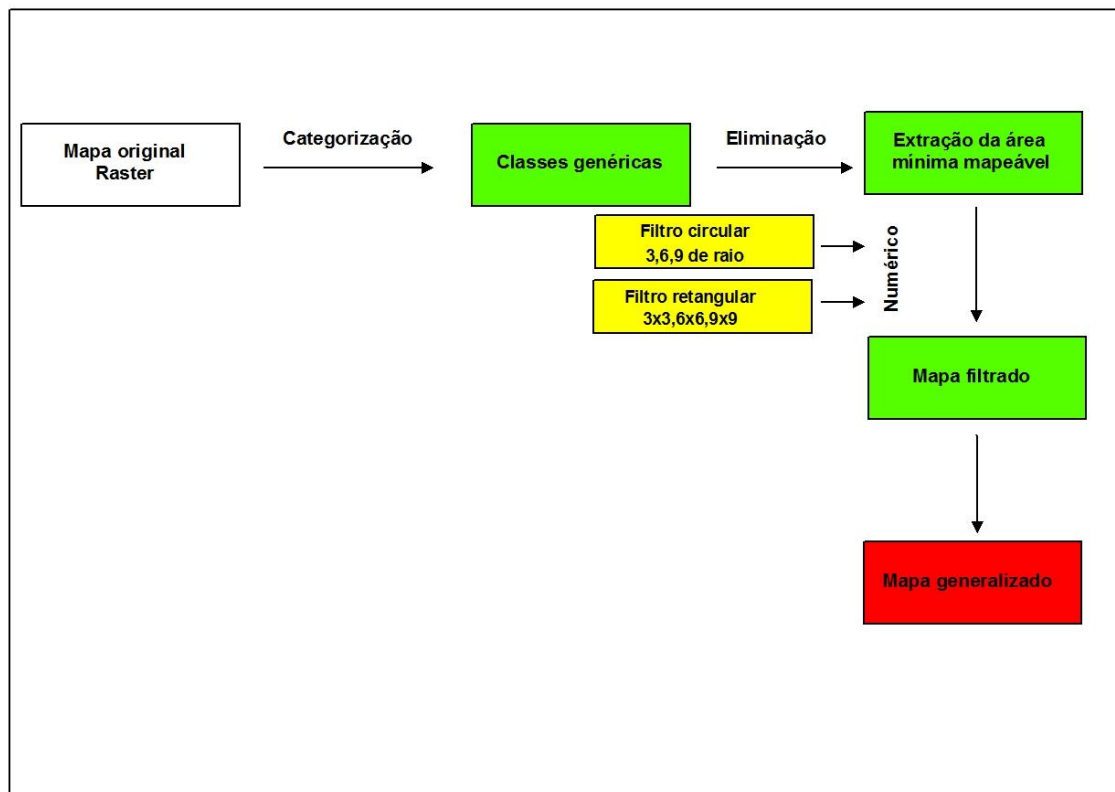 Mapa original
Raster
Categorização
Classes genéricas
Eliminação
Extração da área
mínima mapeável
Filtro circular
3,6,9 de raio
Filtro retangular
3x3,6x6,9x9
Numérico
Mapa filtrado
Mapa generalizado